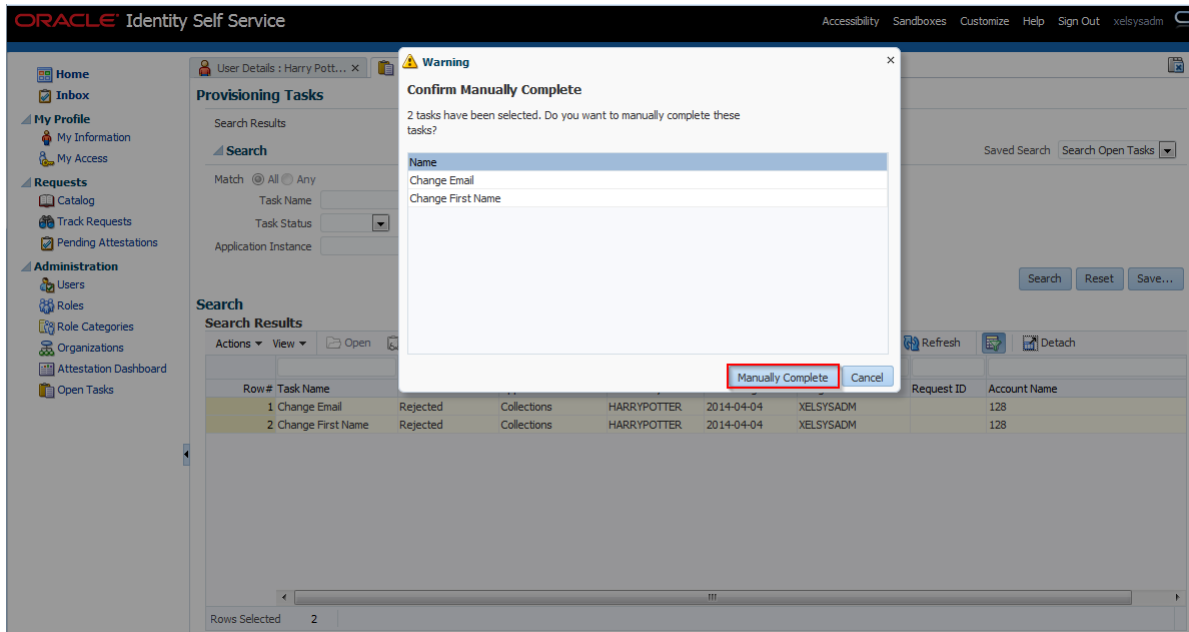 ORACLE Identity Self Service
Accessibility Sandboxes Customize Help Sign Out xelsysadm
Home
Inbox
My Profile
My Information
My Access
Requests
Catalog
Track Requests
Pending Attestations
Administration
Users
Roles
Role Categories
Organizations
Attestation Dashboard
Open Tasks
User Details : Harry Pott... ×
Provisioning Tasks
Search Results
Search
Saved Search Search Open Tasks
Match All Any
Task Name
Task Status
Application Instance
Search Reset Save...
Warning ×
Confirm Manually Complete
2 tasks have been selected. Do you want to manually complete these
tasks?
Name
Change Email
Change First Name
Manually Complete Cancel
Search
Search Results
Actions View Open Refresh Detach
Row# Task Name Request ID Account Name
1 Change Email Rejected Collections HARRYPOTTER 2014-04-04 XELSYSADM 128
2 Change First Name Rejected Collections HARRYPOTTER 2014-04-04 XELSYSADM 128
Rows Selected 2